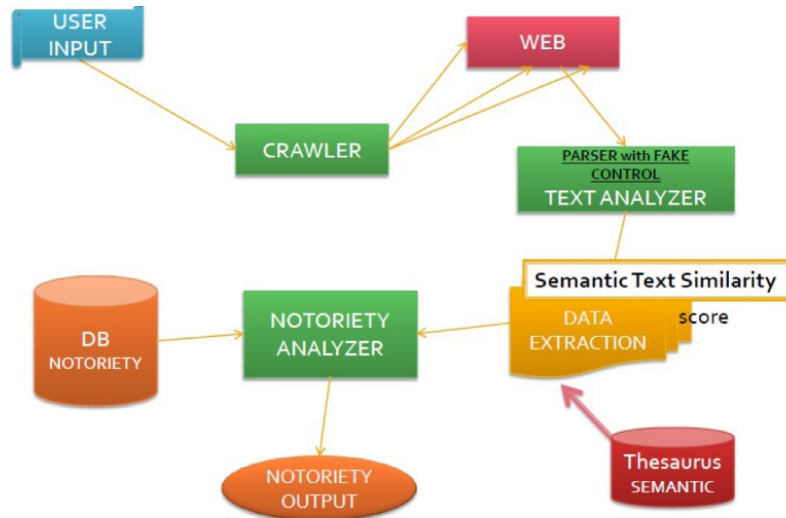 USER
INPUT
WEB
CRAWLER
PARSER with FAKE
CONTROL
TEXT ANALYZER
Semantic Text Similarity
score
DATA
EXTRACTION
NOTORIETY
ANALYZER
DB
NOTORIETY
Thesaurus
SEMANTIC
NOTORIETY
OUTPUT